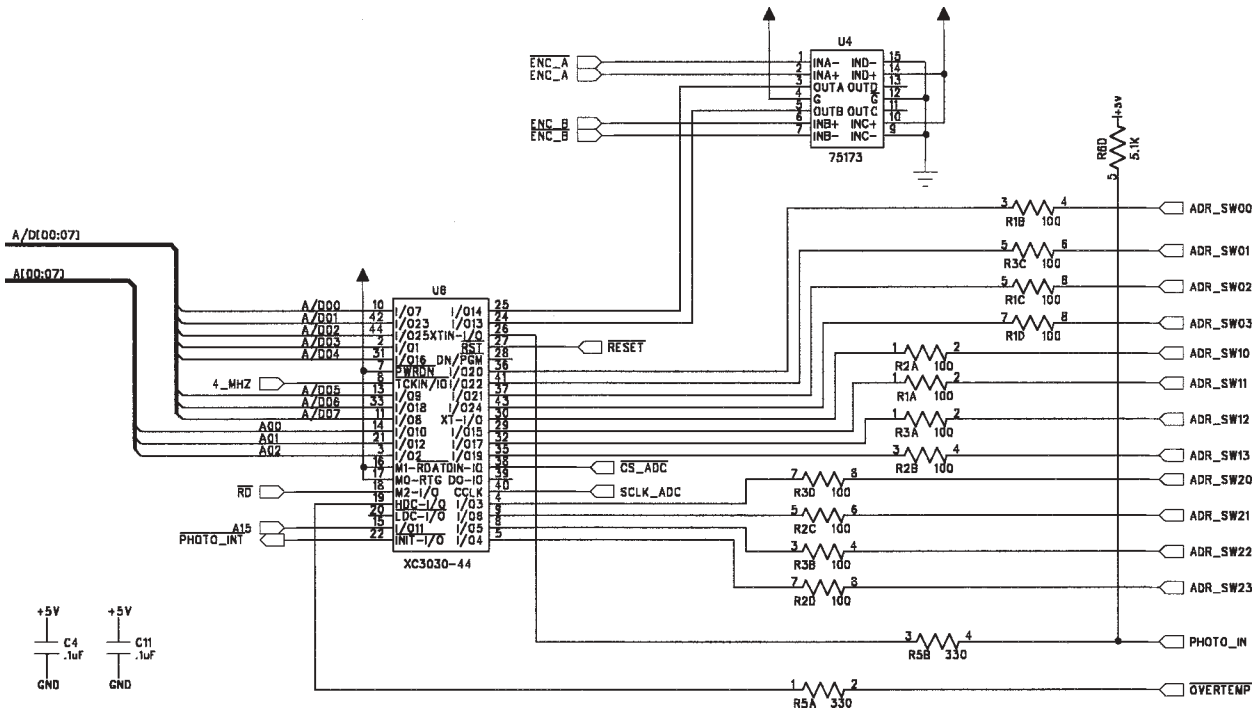 U4
ENC_A 1 INA- IND- 15
ENC_A 2 INA+ IND+ 14
3 OUTA OUTD 13
4 G G 12
5 OUTB OUTC 11
ENC_B 6 INB+ INC+ 10
ENC_B 7 INB- INC- 9
75173
+5V
R6D
5.1K
5
3 R1B 100 4 ADR_SW00
5 R3C 100 6 ADR_SW01
5 R1C 100 6 ADR_SW02
7 R1D 100 8 ADR_SW03
1 R2A 100 2 ADR_SW10
1 R1A 100 2 ADR_SW11
1 R3A 100 2 ADR_SW12
3 R2B 100 4 ADR_SW13
7 R3D 100 8 ADR_SW20
5 R2C 100 6 ADR_SW21
3 R3B 100 4 ADR_SW22
7 R2D 100 8 ADR_SW23
3 R5B 330 4 PHOTO_IN
1 R5A 330 2 OVERTEMP
A/D[00:07]
A[00:07]
U6
A/D00 10 I/O7 I/O14 25
A/D01 42 I/O23 I/O13 24
A/D02 44 I/O25 XTIN-I/O 26
A/D03 2 I/O1 RST 27 RESET
A/D04 31 I/O16 DN/PGM 28
7 PWRDN I/O20 36
4_MHZ 8 TCKIN/IO I/O22 41
A/D05 13 I/O9 I/O21 37
A/D06 33 I/O18 I/O24 43
A/D07 11 I/O8 XT-I/O 30
A00 14 I/O10 I/O15 29
A01 21 I/O12 I/O17 32
A02 3 I/O2 I/O19 35
16 M1-RDAT DIN-IO 38 CS_ADC
17 M0-RTG DO-IO 39
RD 18 M2-I/O CCLK 40 SCLK_ADC
19 HDC-I/O I/O3 4
20 LDC-I/O I/O6 9
A15 15 I/O11 I/O5 8
PHOTO_INT 22 INIT-I/O I/O4 5
XC3030-44
+5V
C4
.1uF
GND
+5V
C11
.1uF
GND